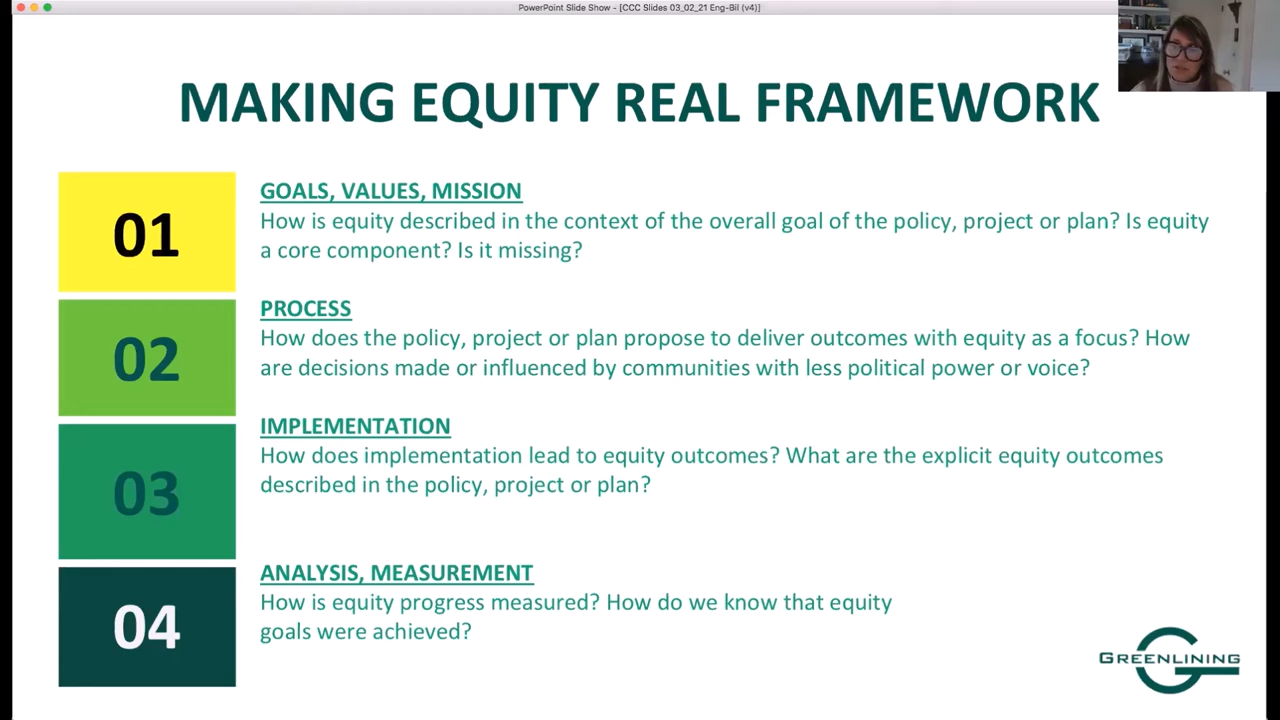 PowerPoint Slide Show - [CCC Slides 03_02_21 Eng-Bil (v4)]
MAKING EQUITY REAL FRAMEWORK
01
GOALS, VALUES, MISSION
How is equity described in the context of the overall goal of the policy, project or plan? Is equity
a core component? Is it missing?
02
PROCESS
How does the policy, project or plan propose to deliver outcomes with equity as a focus? How
are decisions made or influenced by communities with less political power or voice?
03
IMPLEMENTATION
How does implementation lead to equity outcomes? What are the explicit equity outcomes
described in the policy, project or plan?
04
ANALYSIS, MEASUREMENT
How is equity progress measured? How do we know that equity
goals were achieved?
GREENLINING